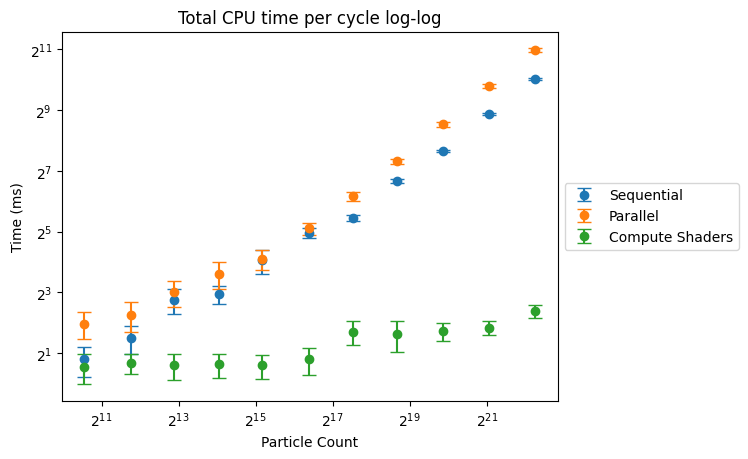 Total CPU time per cycle log-log
2^11
2^9
2^7
2^5
2^3
2^1
Time (ms)
2^11 2^13 2^15 2^17 2^19 2^21
Particle Count
Sequential
Parallel
Compute Shaders